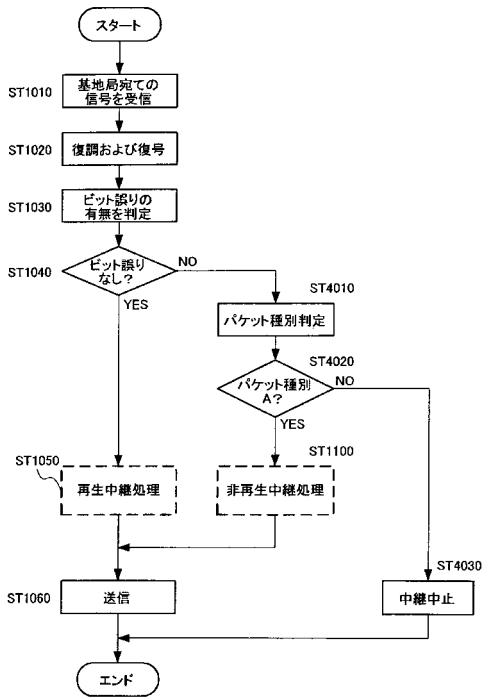 スタート
ST1010
基地局宛ての
信号を受信
ST1020
復調および復号
ST1030
ビット誤りの
有無を判定
ST1040
ビット誤り
なし?
NO
YES
ST4010
パケット種別判定
ST4020
パケット種別
A?
NO
YES
ST1050
再生中継処理
ST1100
非再生中継処理
ST1060
送信
ST4030
中継中止
エンド